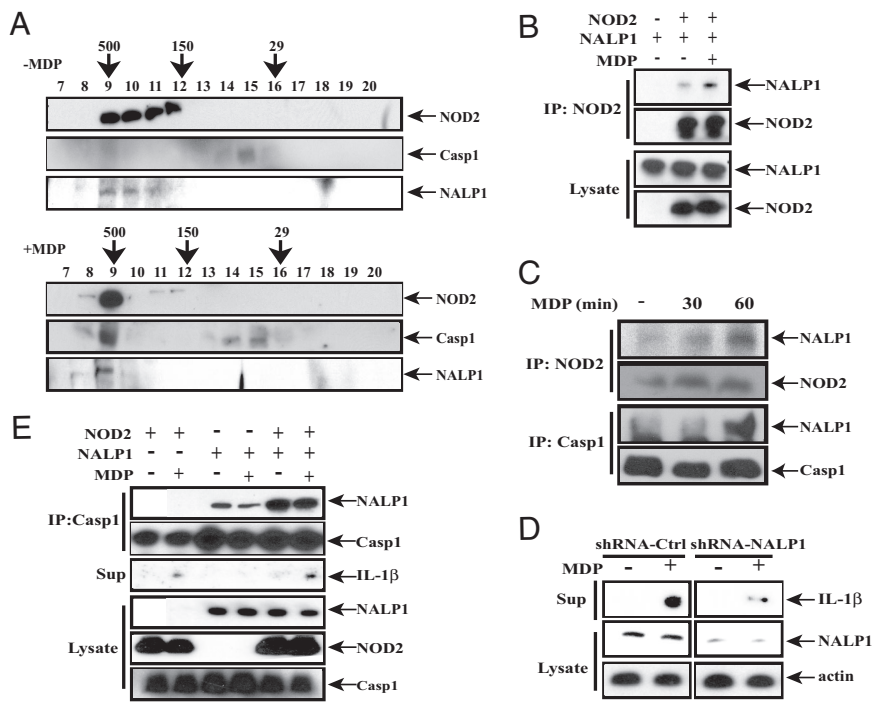 A
500 150 29
-MDP
7 8 9 10 11 12 13 14 15 16 17 18 19 20
NOD2
Casp1
NALP1
500 150 29
+MDP
7 8 9 10 11 12 13 14 15 16 17 18 19 20
NOD2
Casp1
NALP1
B
NOD2 - + +
NALP1 + + +
MDP - - +
IP: NOD2
NALP1
NOD2
Lysate
NALP1
NOD2
C
MDP (min) - 30 60
IP: NOD2
NALP1
NOD2
IP: Casp1
NALP1
Casp1
E
NOD2 + + - - + +
NALP1 - - + + + +
MDP - + - + - +
IP:Casp1
NALP1
Casp1
Sup
IL-1β
Lysate
NALP1
NOD2
Casp1
D
shRNA-Ctrl shRNA-NALP1
MDP - + - +
Sup
IL-1β
Lysate
NALP1
actin